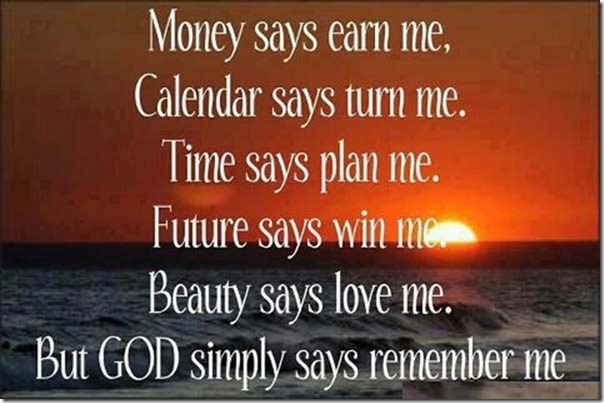 Money says earn me,
Calendar says turn me.
Time says plan me.
Future says win me.
Beauty says love me.
But GOD simply says remember me